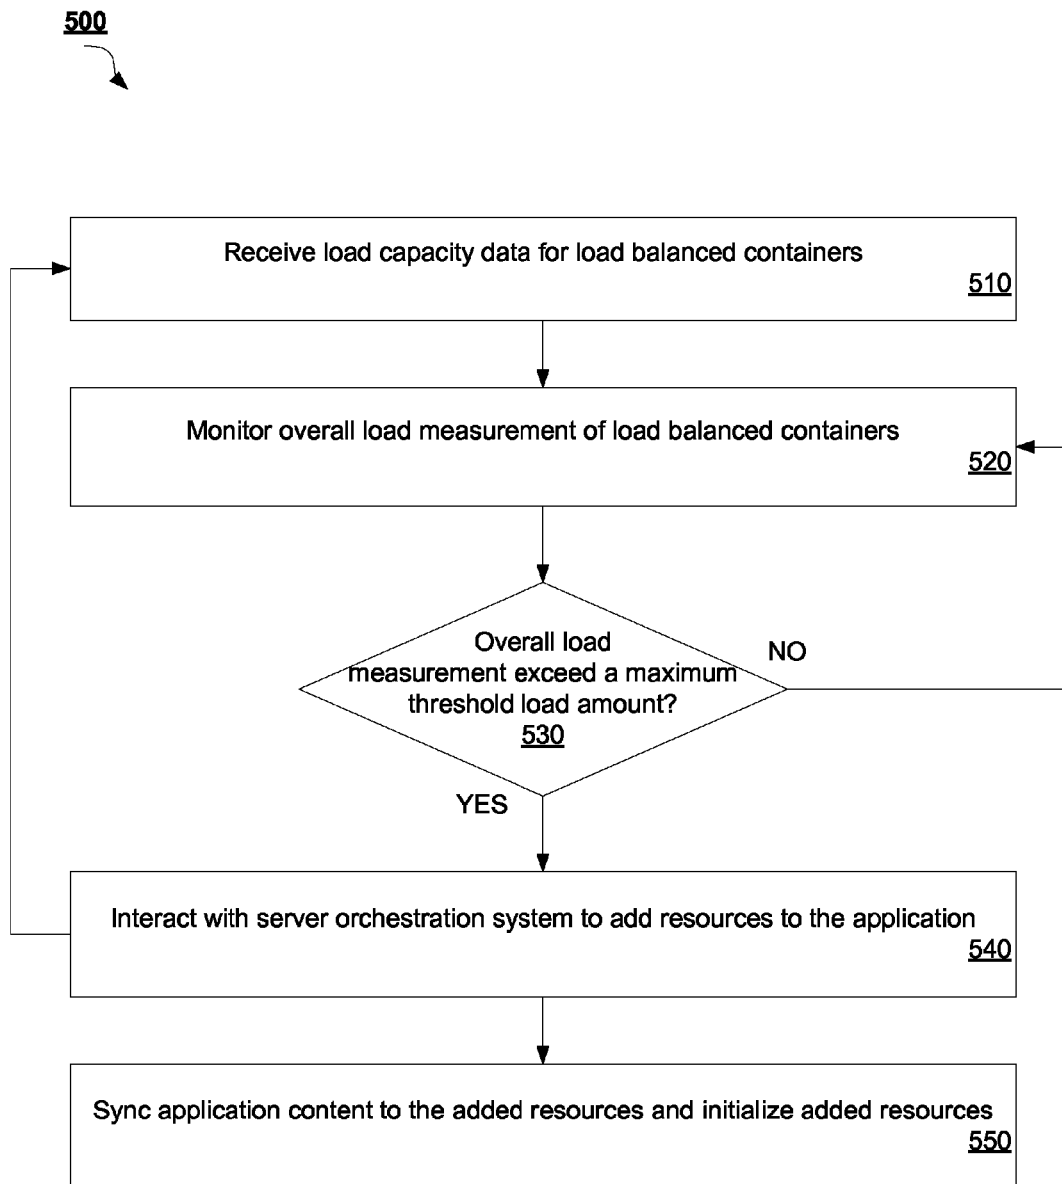 500
Receive load capacity data for load balanced containers
510
Monitor overall load measurement of load balanced containers
520
Overall load
measurement exceed a maximum
threshold load amount?
530
NO
YES
Interact with server orchestration system to add resources to the application
540
Sync application content to the added resources and initialize added resources
550